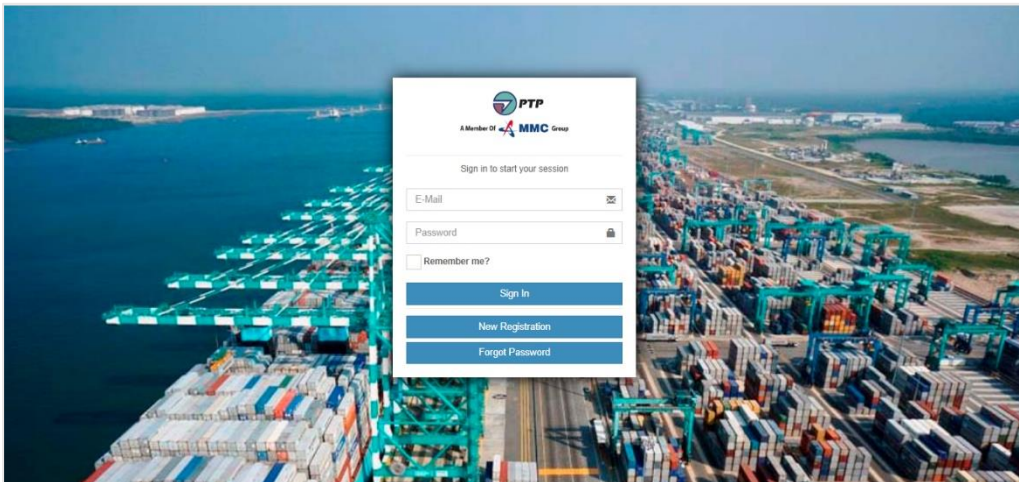 PTP
A Member Of MMC Group
Sign in to start your session
E-Mail
Password
Remember me?
Sign In
New Registration
Forgot Password